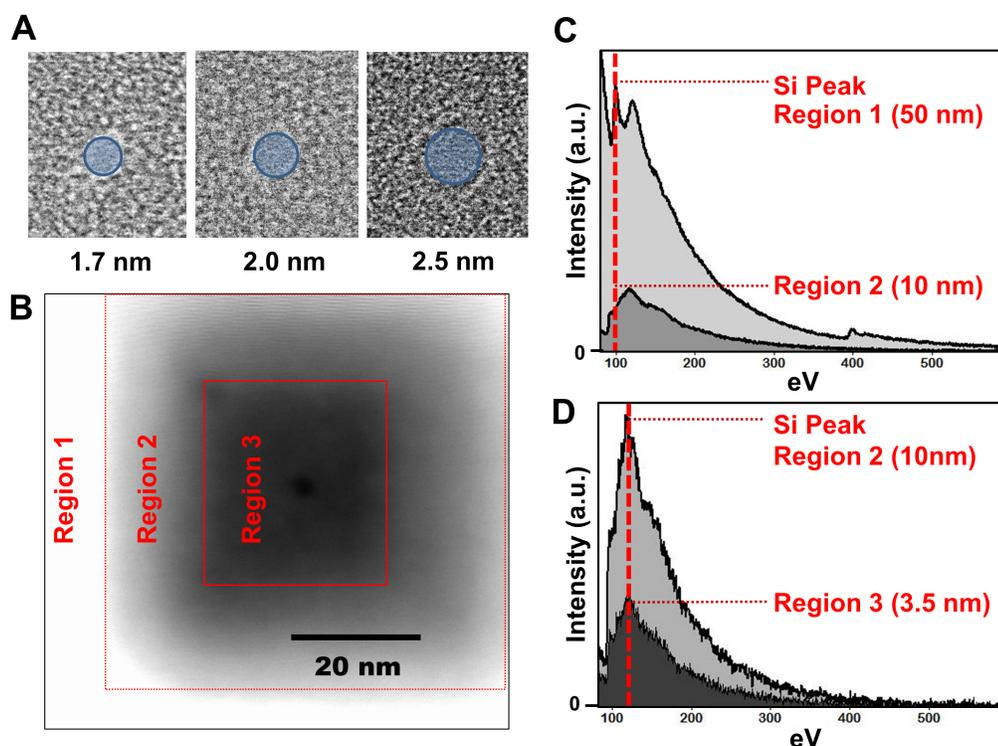 A
1.7 nm
2.0 nm
2.5 nm
B
Region 1
Region 2
Region 3
20 nm
C
Intensity (a.u.)
Si Peak
Region 1 (50 nm)
Region 2 (10 nm)
0
100 200 300 400 500
eV
D
Intensity (a.u.)
Si Peak
Region 2 (10nm)
Region 3 (3.5 nm)
0
100 200 300 400 500
eV